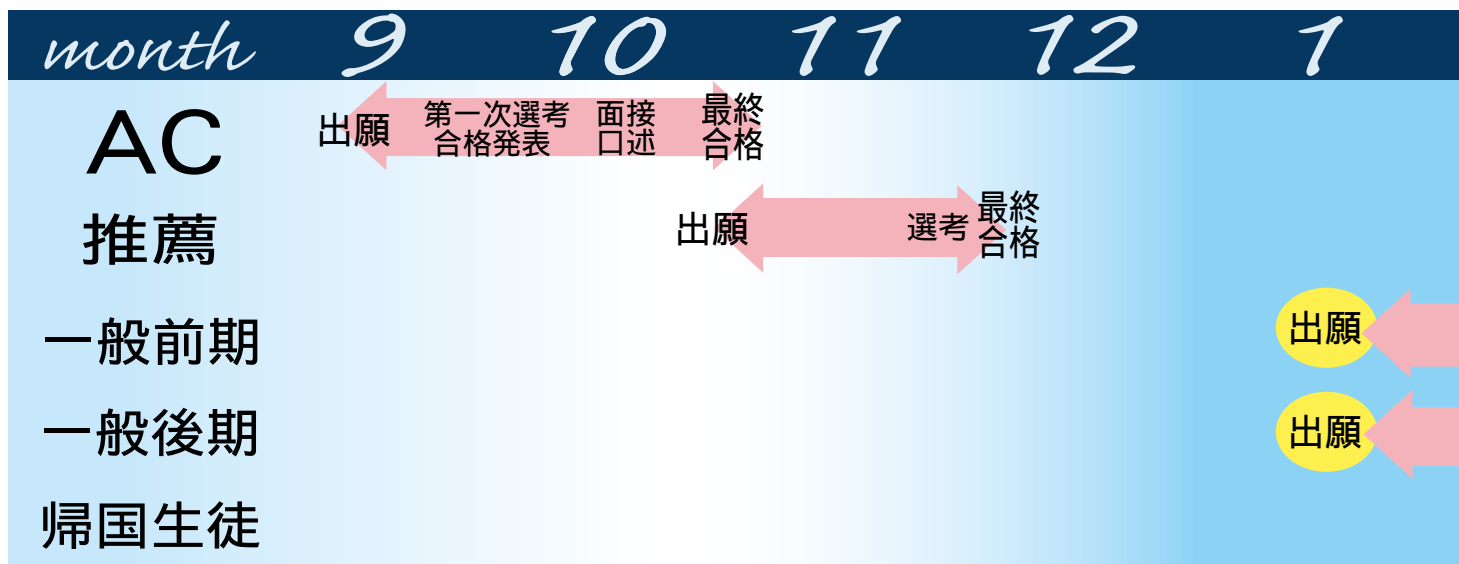 month 9 10 11 12 1
AC 出願 第一次選考 合格発表 面接 口述 最終 合格
推薦 出願 選考 最終 合格
一般前期 出願
一般後期 出願
帰国生徒